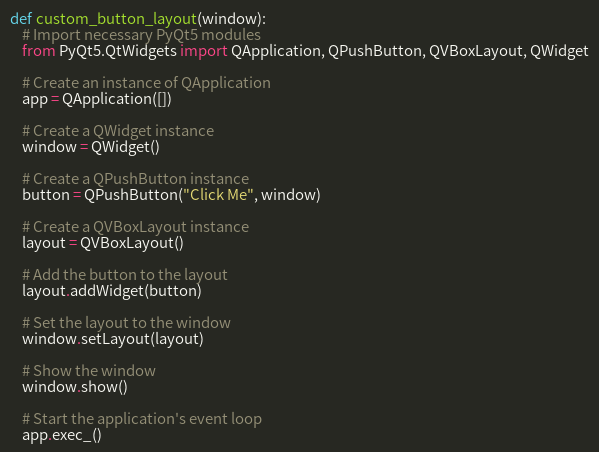 def custom_button_layout(window):
# Import necessary PyQt5 modules
from PyQt5.QtWidgets import QApplication, QPushButton, QVBoxLayout, QWidget
# Create an instance of QApplication
app = QApplication([])
# Create a QWidget instance
window = QWidget()
# Create a QPushButton instance
button = QPushButton("Click Me", window)
# Create a QVBoxLayout instance
layout = QVBoxLayout()
# Add the button to the layout
layout.addWidget(button)
# Set the layout to the window
window.setLayout(layout)
# Show the window
window.show()
# Start the application's event loop
app.exec_()